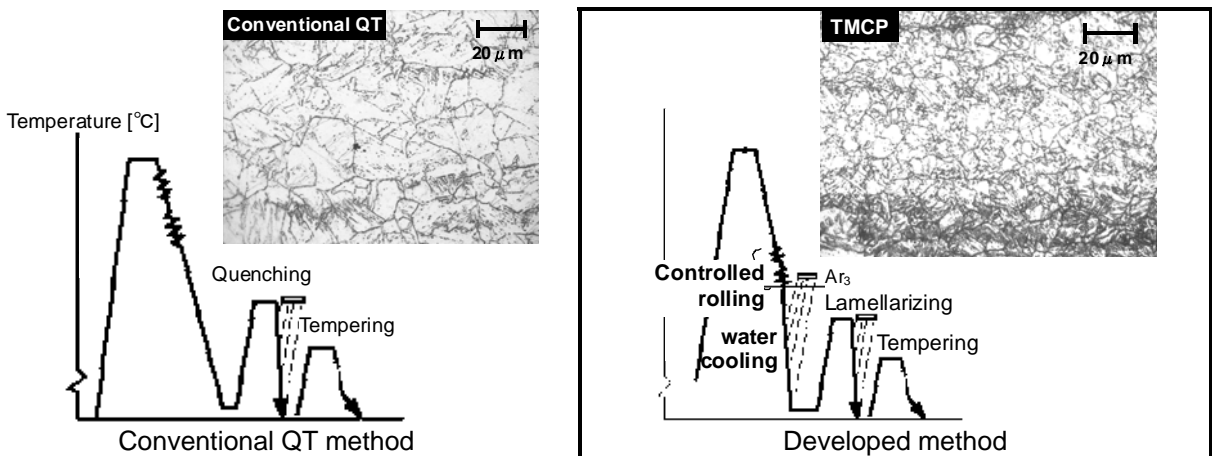 Conventional QT
20 μm
Temperature [°C]
Quenching
Tempering
Conventional QT method
TMCP
20 μm
Controlled
rolling
Ar₃
Lamellarizing
water
cooling
Tempering
Developed method